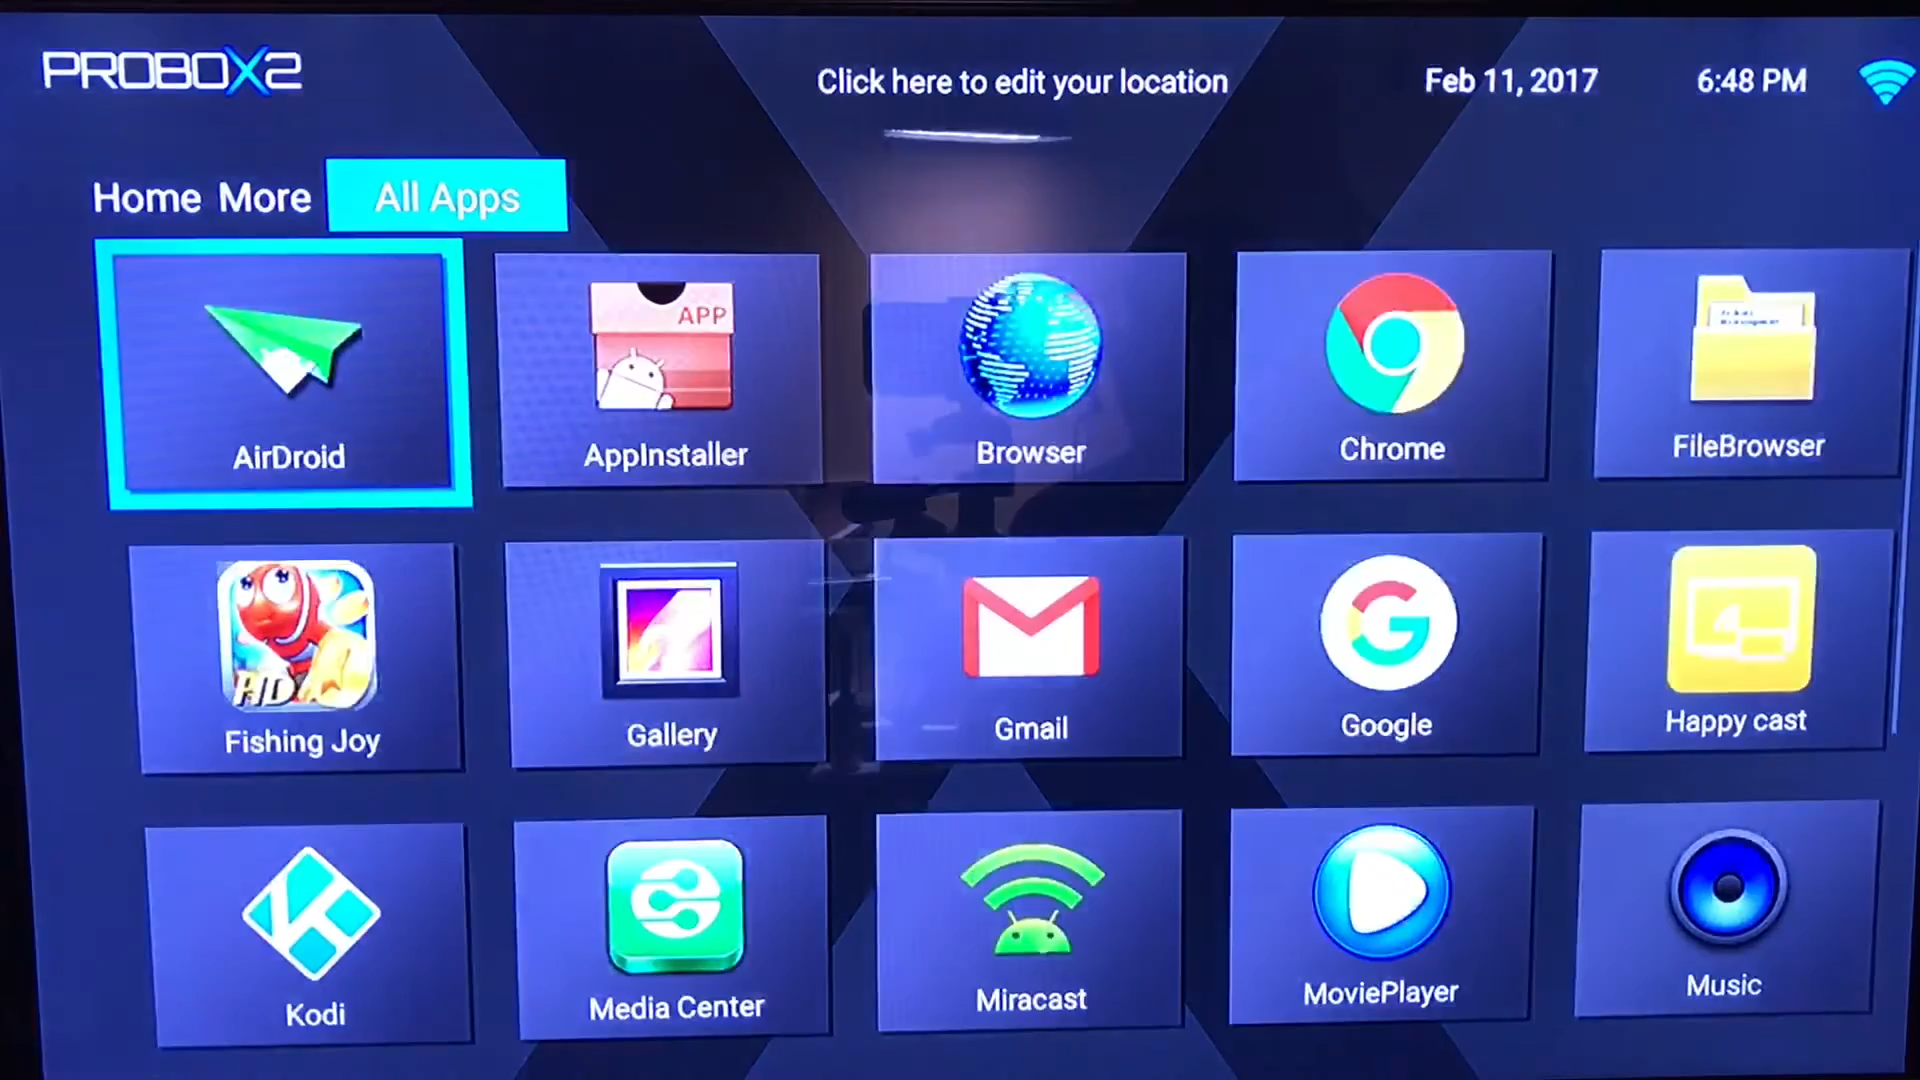 PROBOX2
Click here to edit your location
Feb 11, 2017
6:48 PM
Home More All Apps
APP
AirDroid
AppInstaller
Browser
Chrome
FileBrowser
HD
Fishing Joy
Gallery
Gmail
G
Google
Happy cast
Kodi
Media Center
Miracast
MoviePlayer
Music